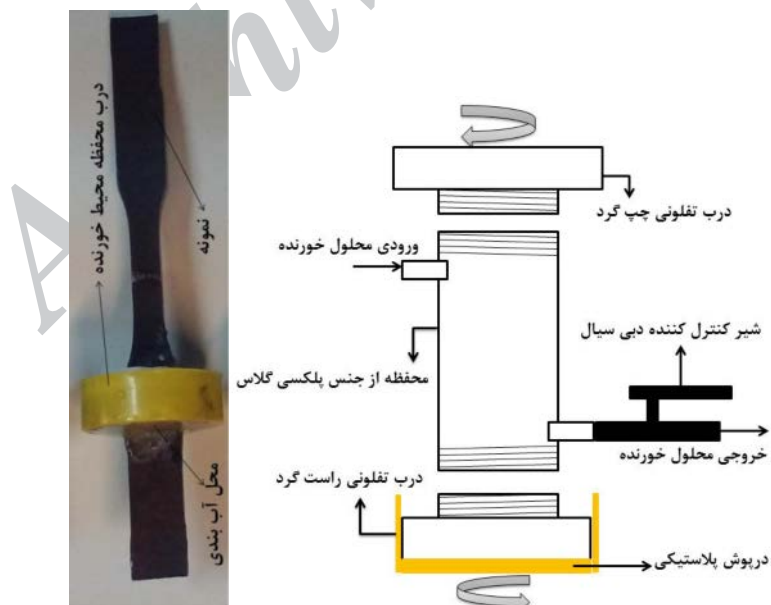 درب محفظه محیط خورنده
نمونه
محل آب بندی
درب تفلونی چپ گرد
ورودی محلول خورنده
شیر کنترل کننده دبی سیال
محفظه از جنس پلکسی گلاس
خروجی محلول خورنده
درب تفلونی راست گرد
درپوش پلاستیکی